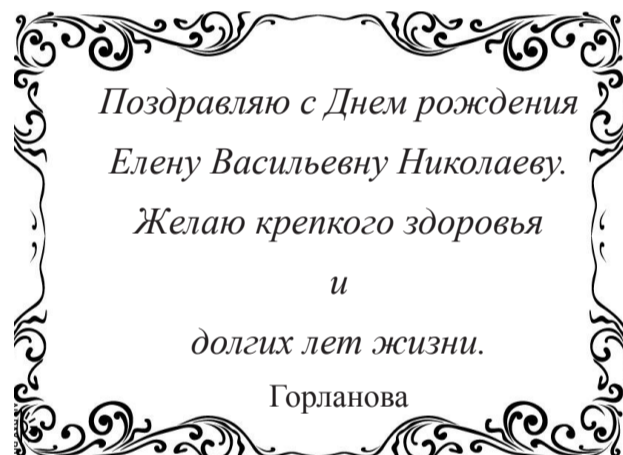 Поздравляю с Днем рождения
Елену Васильевну Николаеву.
Желаю крепкого здоровья
и
долгих лет жизни.
Горланова